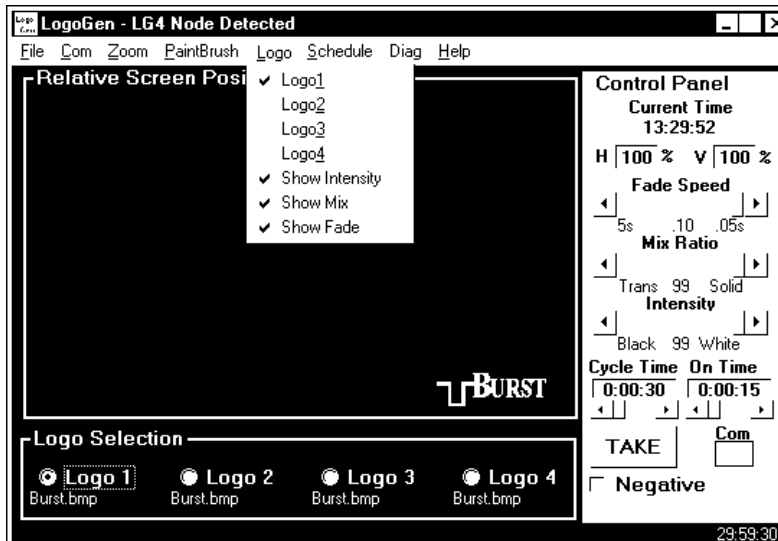 Logo Gen LogoGen - LG4 Node Detected
File Com Zoom PaintBrush Logo Schedule Diag Help
Relative Screen Posi
Logo1
Logo2
Logo3
Logo4
Show Intensity
Show Mix
Show Fade
BURST
Control Panel
Current Time
13:29:52
H 100 % V 100 %
Fade Speed
5s .10 .05s
Mix Ratio
Trans 99 Solid
Intensity
Black 99 White
Cycle Time On Time
0:00:30 0:00:15
TAKE Com
Negative
Logo Selection
Logo 1 Logo 2 Logo 3 Logo 4
Burst.bmp Burst.bmp Burst.bmp Burst.bmp
29:59:30